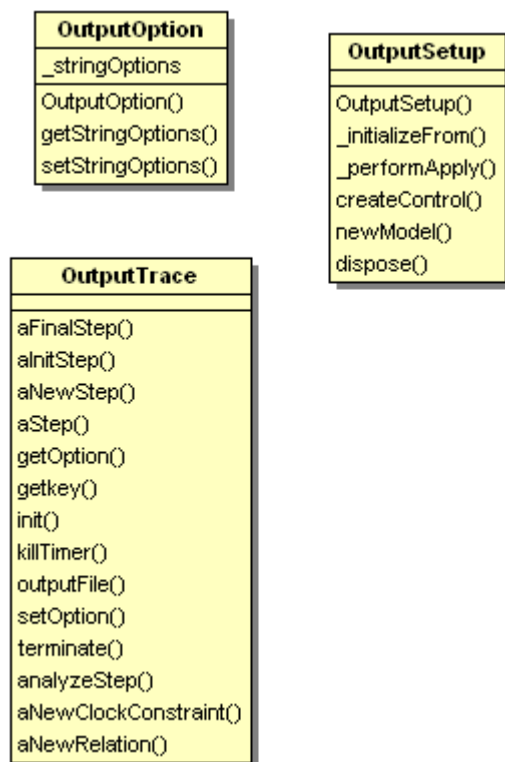 OutputOption
_stringOptions
OutputOption()
getStringOptions()
setStringOptions()
OutputSetup
OutputSetup()
_initializeFrom()
_performApply()
createControl()
newModel()
dispose()
OutputTrace
aFinalStep()
aInitStep()
aNewStep()
aStep()
getOption()
getkey()
init()
killTimer()
outputFile()
setOption()
terminate()
analyzeStep()
aNewClockConstraint()
aNewRelation()